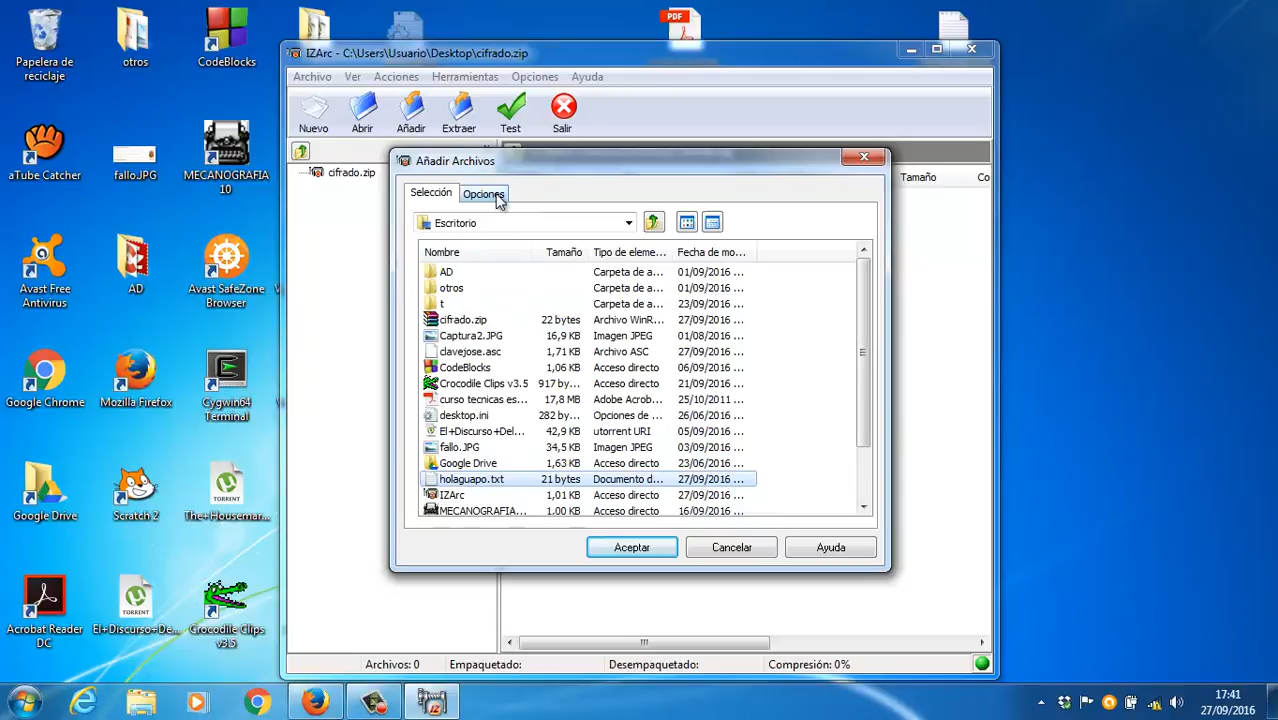 Papelera de
reciclaje
otros
CodeBlocks
PDF
IZArc - C:\Users\Usuario\Desktop\cifrado.zip
Archivo Ver Acciones Herramientas Opciones Ayuda
Nuevo Abrir Añadir Extraer Test Salir
cifrado.zip
Tamaño Co
Añadir Archivos
Selección Opciones
Escritorio
Nombre Tamaño Tipo de eleme... Fecha de mo...
AD Carpeta de a... 01/09/2016 ...
otros Carpeta de a... 01/09/2016 ...
t Carpeta de a... 23/09/2016 ...
cifrado.zip 22 bytes Archivo WinR... 27/09/2016 ...
Captura2.JPG 16,9 KB Imagen JPEG 01/08/2016 ...
clavejose.asc 1,71 KB Archivo ASC 27/09/2016 ...
CodeBlocks 1,06 KB Acceso directo 06/09/2016 ...
Crocodile Clips v3.5 917 by... Acceso directo 21/09/2016 ...
curso tecnicas es... 17,8 MB Adobe Acrob... 25/10/2011 ...
desktop.ini 282 by... Opciones de ... 01/09/2016 ...
El+Discurso+Del... 42,9 KB utorrent URI 05/09/2016 ...
fallo.JPG 34,5 KB Imagen JPEG 03/09/2016 ...
Google Drive 1,63 KB Acceso directo 23/06/2016 ...
holaguapo.txt 21 bytes Documento d... 27/09/2016 ...
IZArc 1,01 KB Acceso directo 27/09/2016 ...
MECANOGRAFIA... 1,00 KB Acceso directo 16/09/2016 ...
Aceptar Cancelar Ayuda
Archivos: 0 Empaquetado: Desempaquetado: Compresión: 0%
aTube Catcher
fallo.JPG
MECANOGRAFIA
10
Avast Free
Antivirus
AD
Avast SafeZone
Browser
Google Chrome
Mozilla Firefox
Cygwin64
Terminal
Google Drive
Scratch 2
TORRENT
The+Housemar...
Acrobat Reader
DC
TORRENT
El+Discurso+De...
Crocodile Clips
v3.5
17:41
27/09/2016